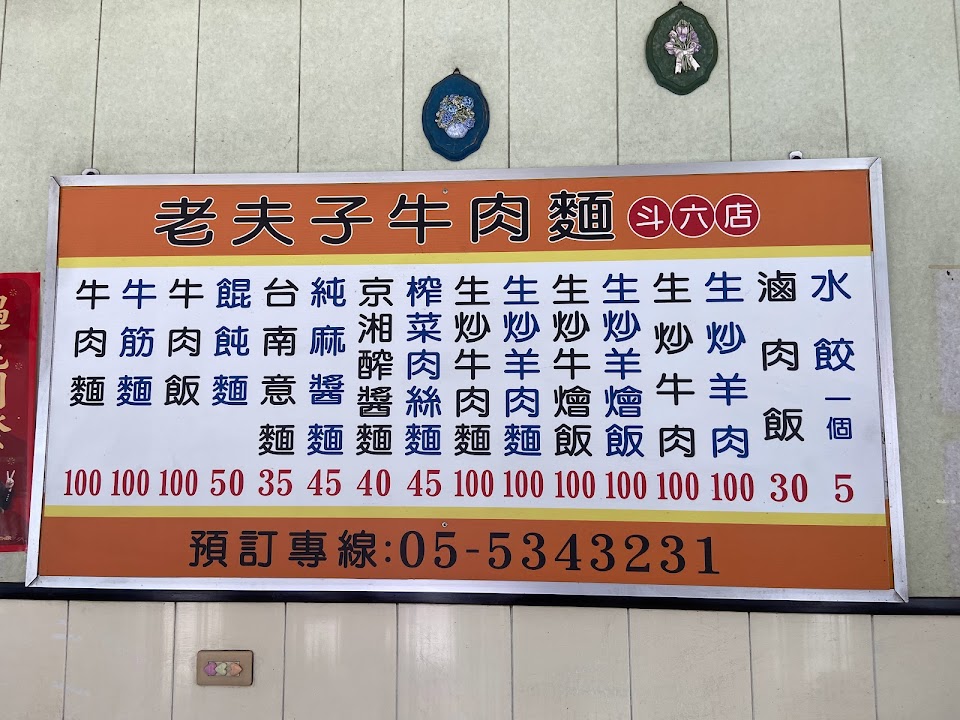 老夫子牛肉麵 斗六店
牛肉麵 100
牛筋麵 100
牛肉飯 100
餛飩麵 50
台南意麵 35
純麻醬麵 45
京湘醡醬麵 40
榨菜肉絲麵 45
生炒牛肉麵 100
生炒羊肉麵 100
生炒牛燴飯 100
生炒羊燴飯 100
生炒牛肉 100
生炒羊肉 100
滷肉飯 30
水餃一個 5
預訂專線:05-5343231